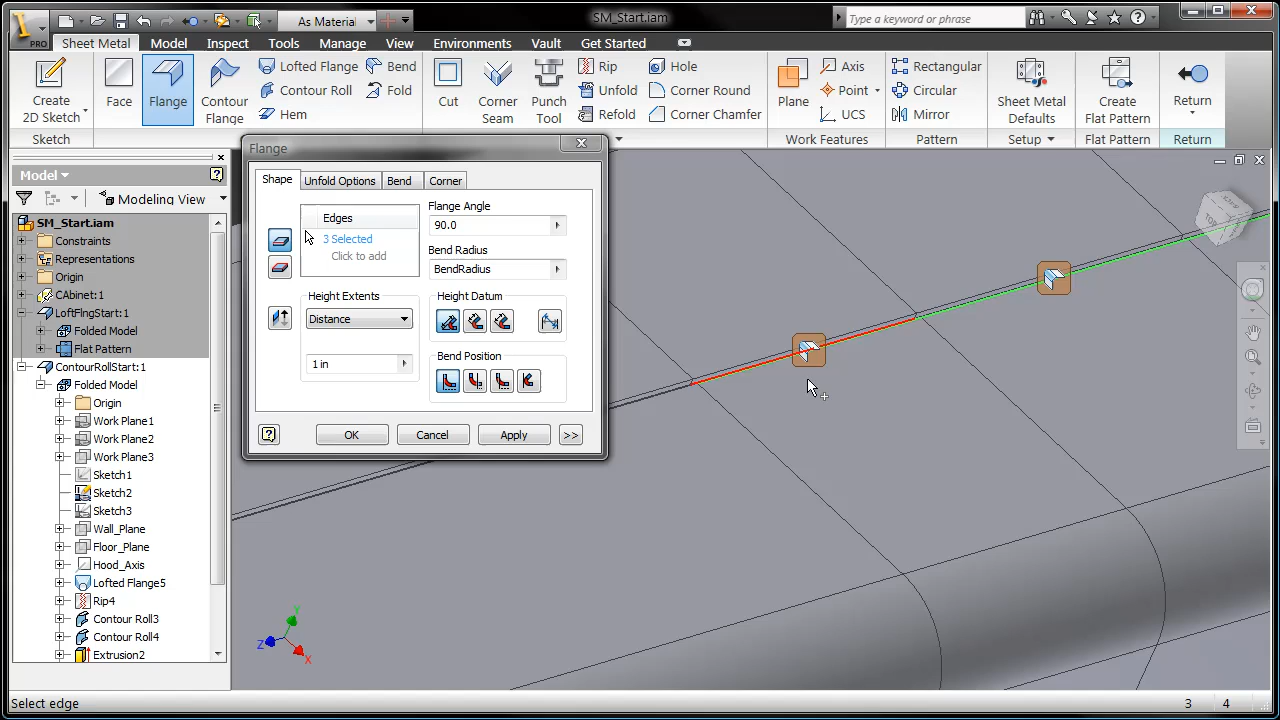 PRO
As Material
SM_Start.iam
Type a keyword or phrase
Sheet Metal
Model
Inspect
Tools
Manage
View
Environments
Vault
Get Started
Create
2D Sketch
Face
Flange
Contour
Flange
Lofted Flange
Contour Roll
Hem
Bend
Fold
Cut
Corner
Seam
Punch
Tool
Rip
Unfold
Refold
Hole
Corner Round
Corner Chamfer
Plane
Axis
Point
UCS
Rectangular
Circular
Mirror
Sheet Metal
Defaults
Create
Flat Pattern
Return
Sketch
Work Features
Pattern
Setup
Flat Pattern
Return
Model
Modeling View
SM_Start.iam
Constraints
Representations
Origin
CAbinet:1
LoftFlngStart:1
Folded Model
Flat Pattern
ContourRollStart:1
Folded Model
Origin
Work Plane1
Work Plane2
Work Plane3
Sketch1
Sketch2
Sketch3
Wall_Plane
Floor_Plane
Hood_Axis
Lofted Flange5
Rip4
Contour Roll3
Contour Roll4
Extrusion2
Flange
Shape
Unfold Options
Bend
Corner
Edges
3 Selected
Click to add
Flange Angle
90.0
Bend Radius
BendRadius
Height Extents
Distance
1 in
Height Datum
Bend Position
OK
Cancel
Apply
>>
TOP
Y
Z
X
Select edge
3
4